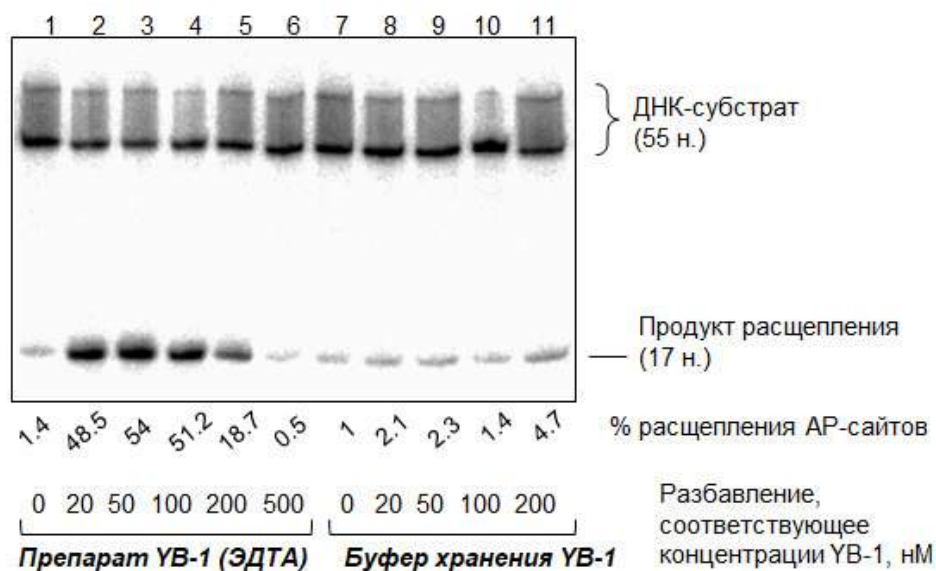 1 2 3 4 5 6 7 8 9 10 11
ДНК-субстрат
(55 н.)
Продукт расщепления
(17 н.)
1.4 48.5 54 51.2 18.7 0.5 1 2.1 2.3 1.4 4.7 % расщепления АР-сайтов
0 20 50 100 200 500 0 20 50 100 200
Разбавление,
соответствующее
концентрации YB-1, нМ
Препарат YB-1 (ЭДТА) Буфер хранения YB-1